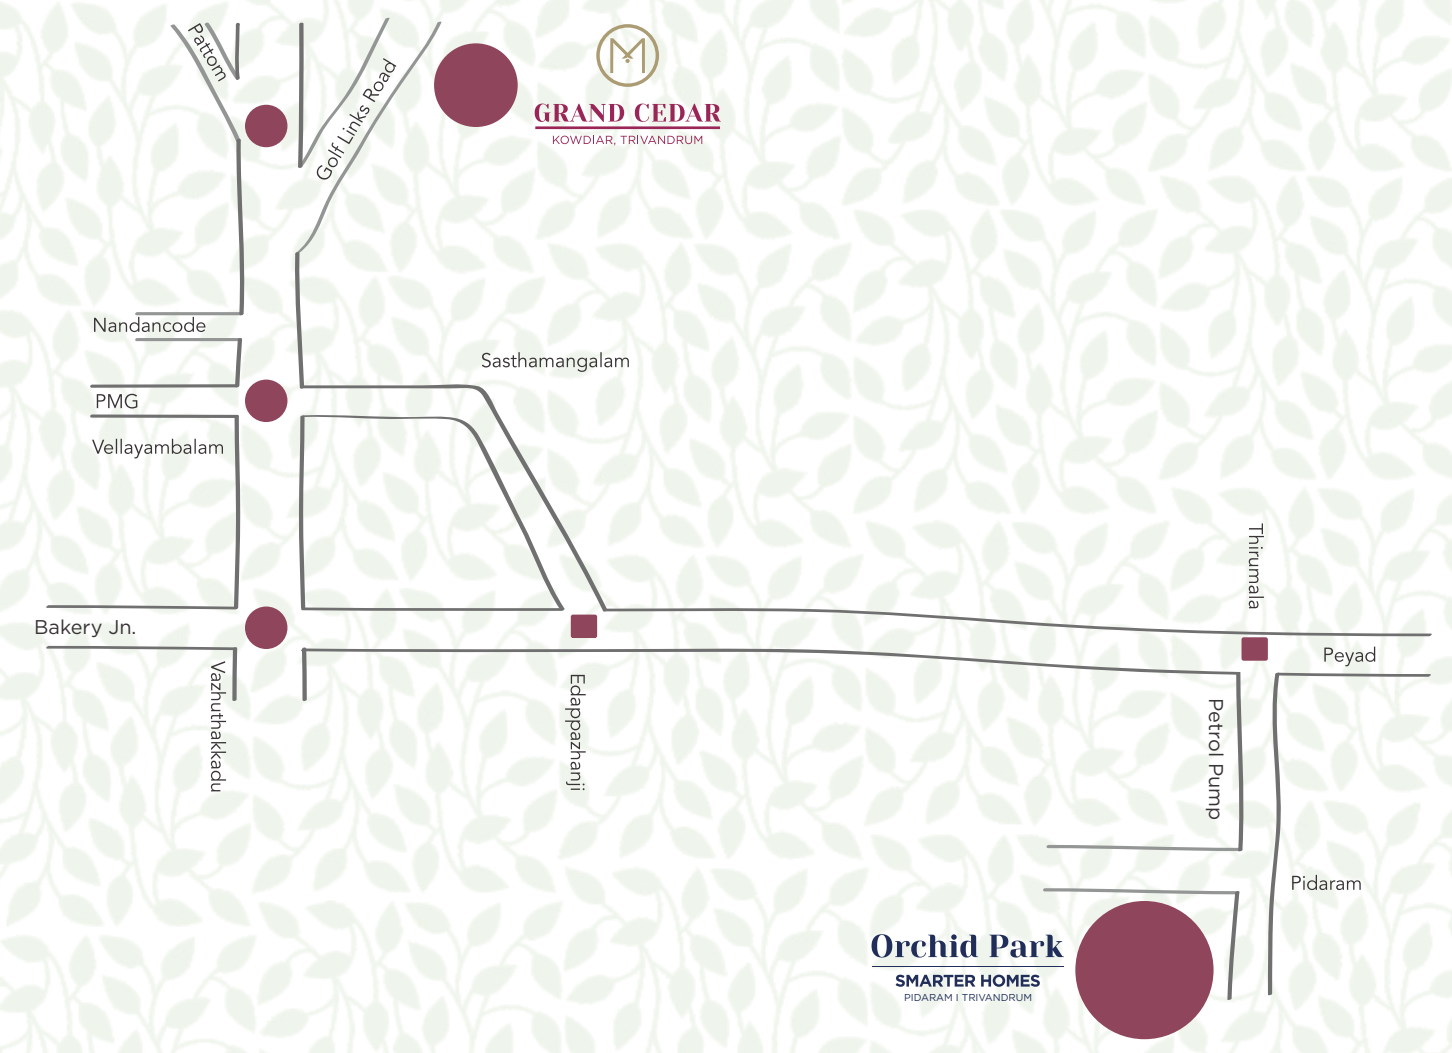 Pattom
Golf Links Road
GRAND CEDAR
KOWDIAR, TRIVANDRUM
Nandancode
Sasthamangalam
PMG
Vellayambalam
Thirumala
Bakery Jn.
Peyad
Vazhuthakkadu
Edappazhanji
Petrol Pump
Pidaram
Orchid Park
SMARTER HOMES
PIDARAM I TRIVANDRUM